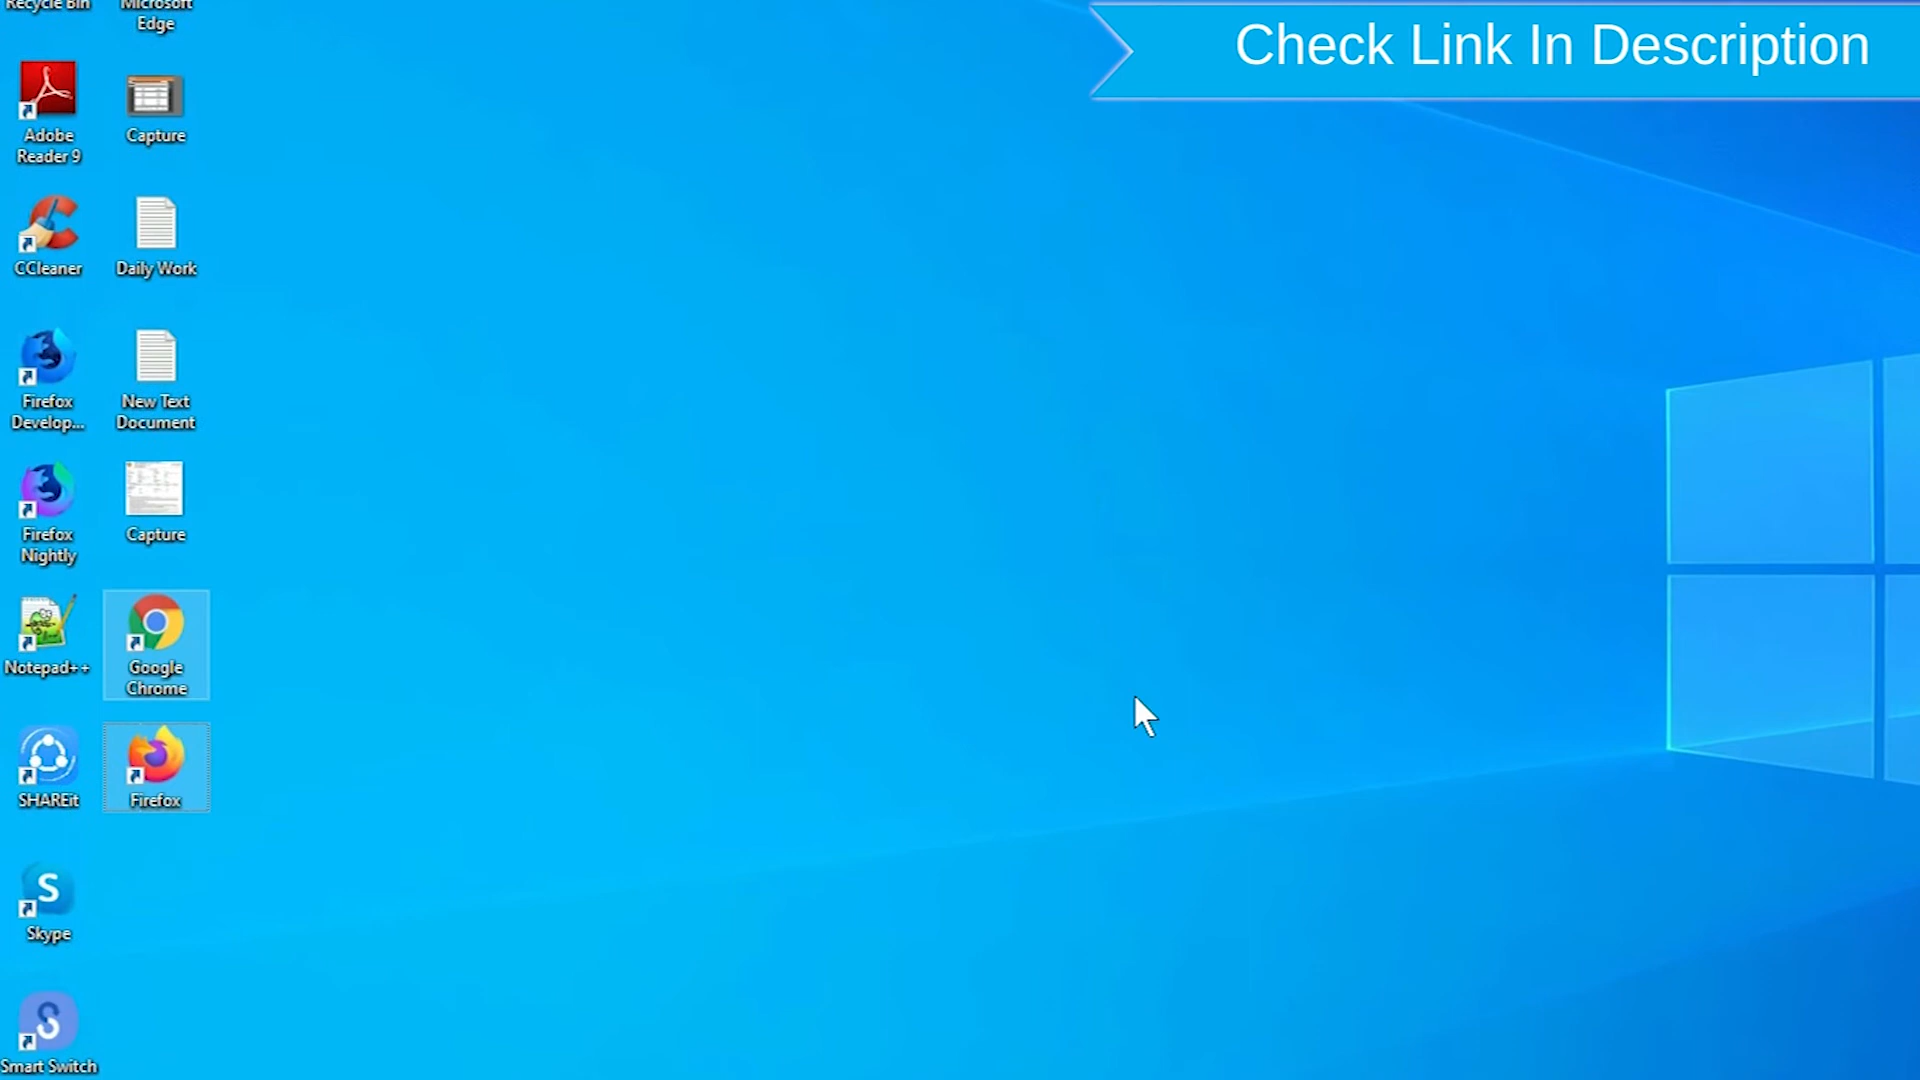 Recycle Bin
Microsoft
Edge
Check Link In Description
Adobe
Reader 9
Capture
CCleaner
Daily Work
Firefox
Develop...
New Text
Document
Firefox
Nightly
Capture
Notepad++
Google
Chrome
SHAREit
Firefox
Skype
Smart Switch